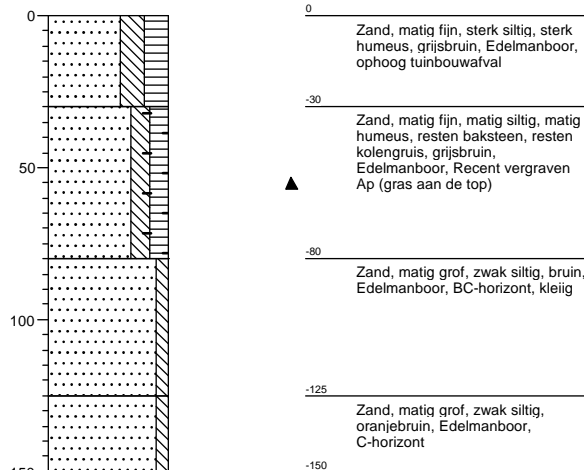 0
50
100
150
0
Zand, matig fijn, sterk siltig, sterk
humeus, grijsbruin, Edelmanboor,
ophoog tuinbouwafval
-30
Zand, matig fijn, matig siltig, matig
humeus, resten baksteen, resten
kolengruis, grijsbruin,
Edelmanboor, Recent vergraven
Ap (gras aan de top)
-80
Zand, matig grof, zwak siltig, bruin,
Edelmanboor, BC-horizont, kleiig
-125
Zand, matig grof, zwak siltig,
oranjebruin, Edelmanboor,
C-horizont
-150